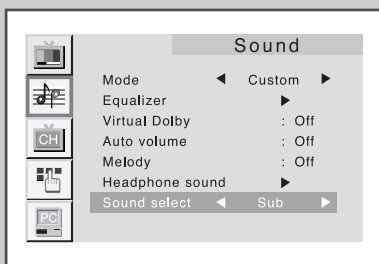 Sound
Mode ◀ Custom ▶
Equalizer ▶
Virtual Dolby : Off
Auto volume : Off
Melody : Off
Headphone sound ▶
Sound select ◀ Sub ▶
CH
PC